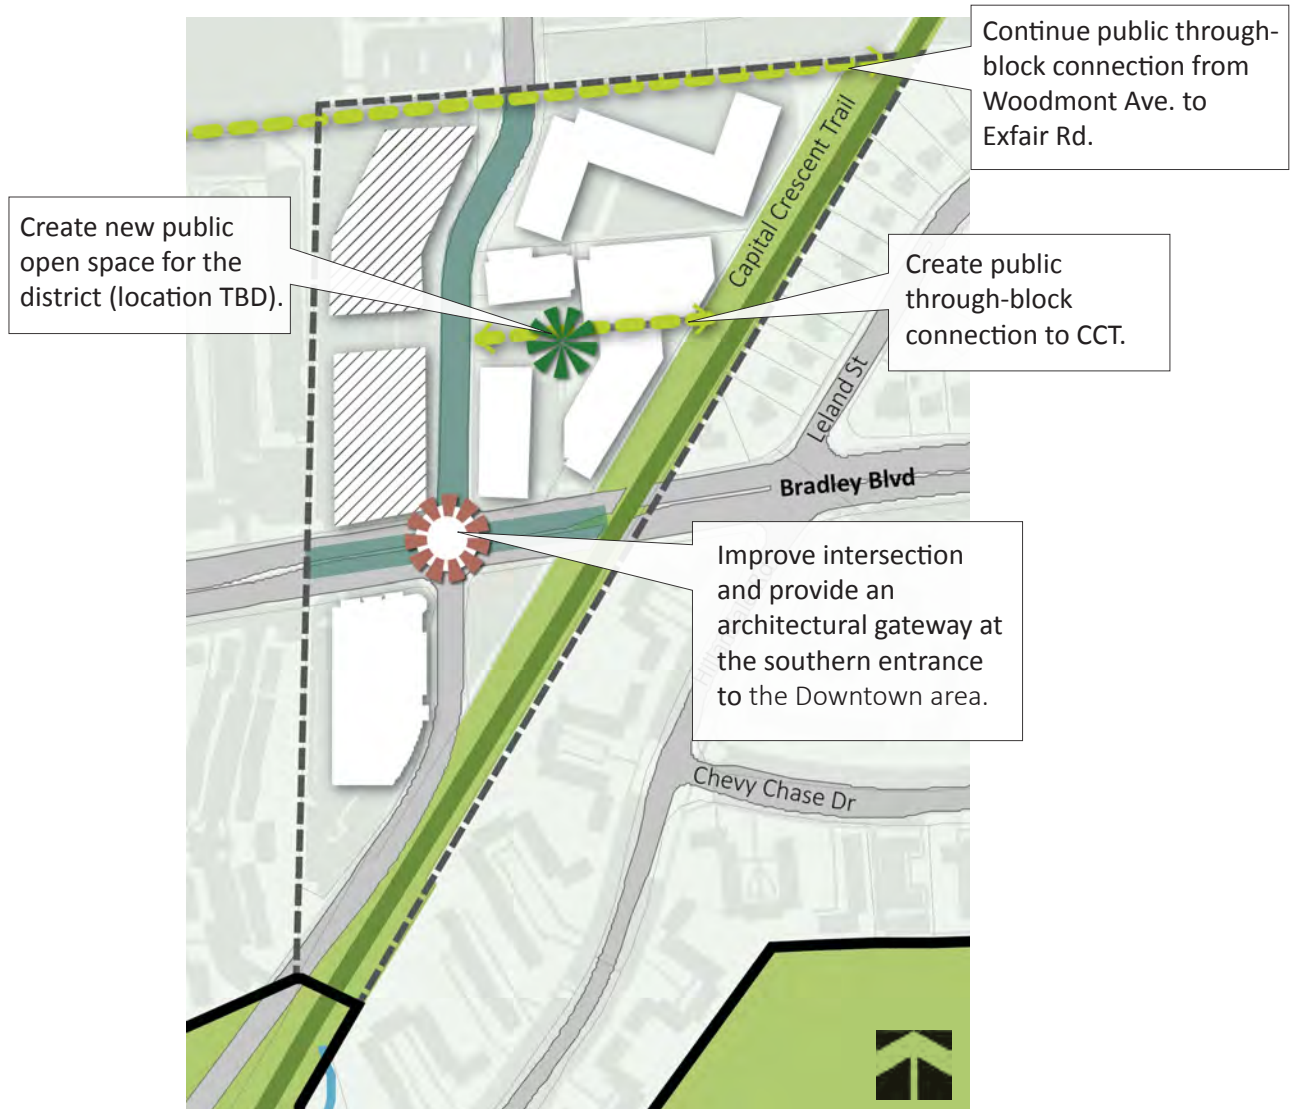 Continue public through-
block connection from
Woodmont Ave. to
Exfair Rd.
Create new public
open space for the
district (location TBD).
Capital Crescent Trail
Create public
through-block
connection to CCT.
Leland St
Bradley Blvd
Improve intersection
and provide an
architectural gateway at
the southern entrance
to the Downtown area.
Chevy Chase Dr